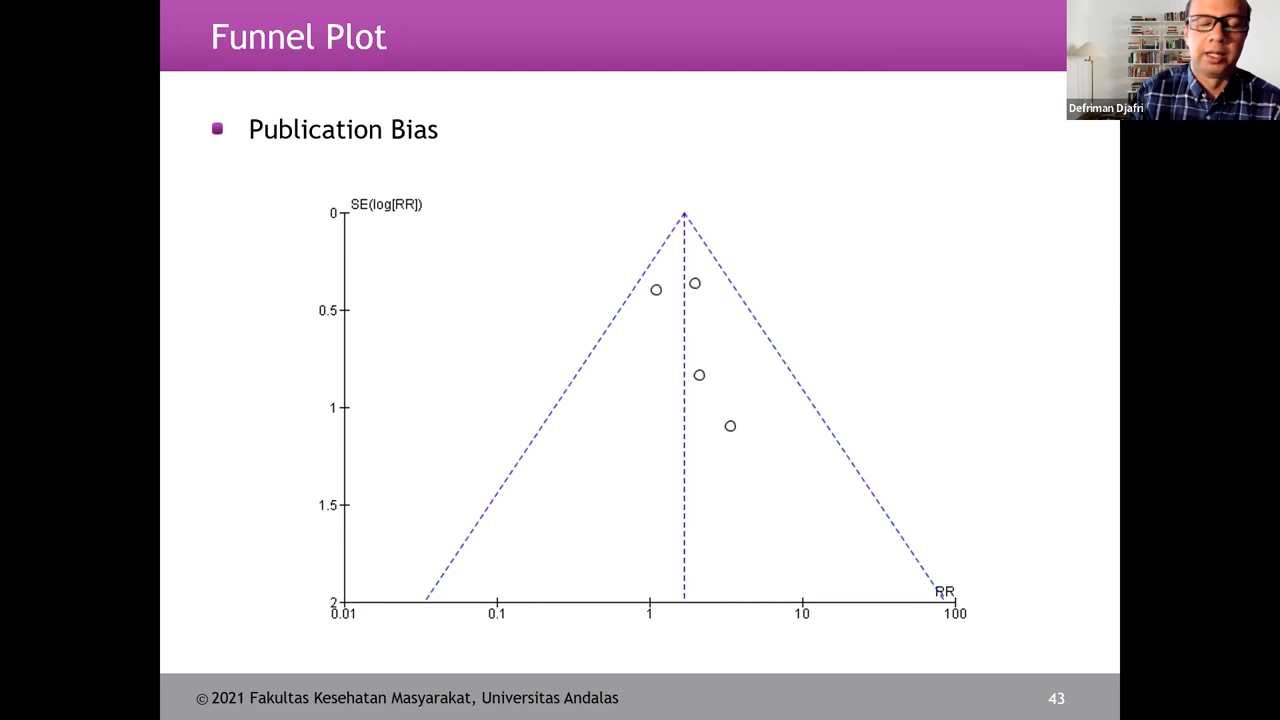 Funnel Plot
Defriman Djafri
Publication Bias
SE(log[RR])
0
0.5
1
1.5
2
RR
0.01 0.1 1 10 100
© 2021 Fakultas Kesehatan Masyarakat, Universitas Andalas 43